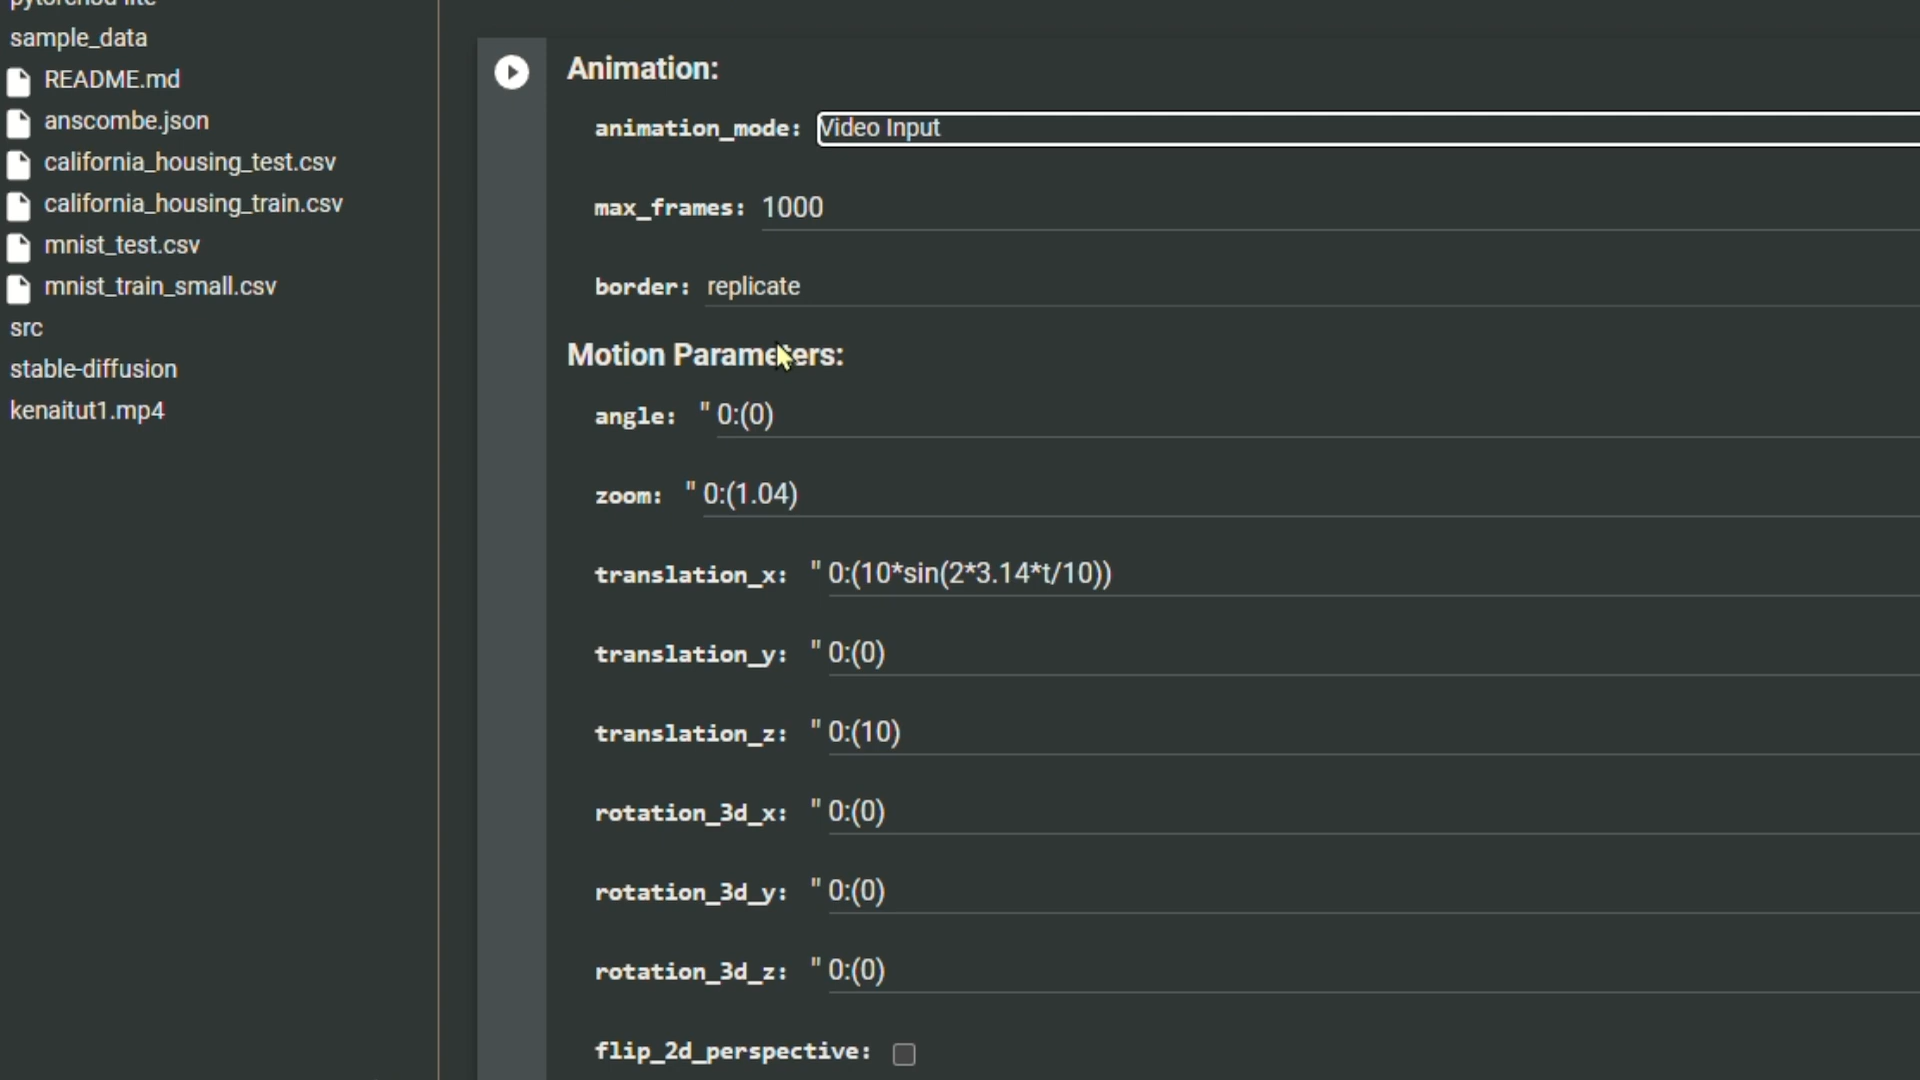 sample_data
README.md
anscombe.json
california_housing_test.csv
california_housing_train.csv
mnist_test.csv
mnist_train_small.csv
src
stable-diffusion
kenaitut1.mp4
Animation:
animation_mode: Video Input
max_frames: 1000
border: replicate
Motion Parameters:
angle: " 0:(0)
zoom: " 0:(1.04)
translation_x: " 0:(10*sin(2*3.14*t/10))
translation_y: " 0:(0)
translation_z: " 0:(10)
rotation_3d_x: " 0:(0)
rotation_3d_y: " 0:(0)
rotation_3d_z: " 0:(0)
flip_2d_perspective: